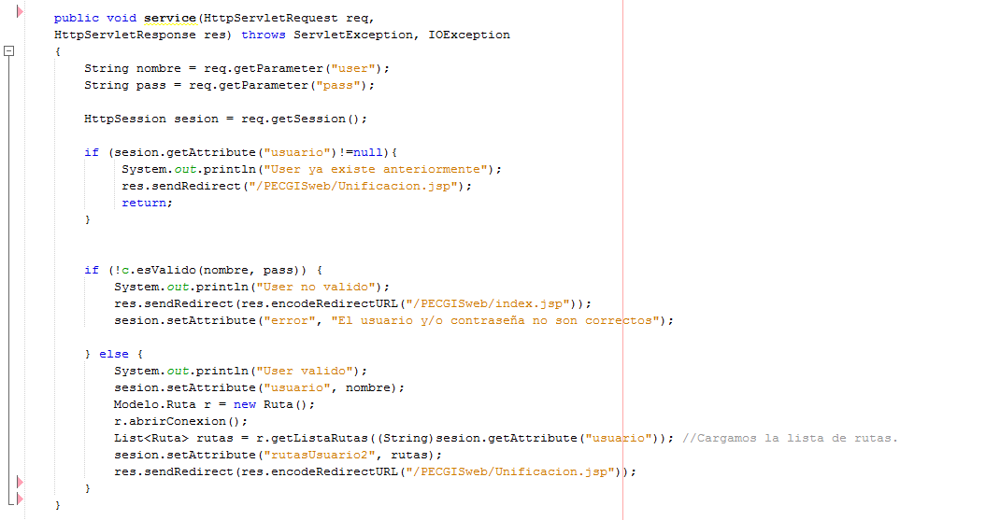 public void service(HttpServletRequest req,
HttpServletResponse res) throws ServletException, IOException
{
String nombre = req.getParameter("user");
String pass = req.getParameter("pass");
HttpSession sesion = req.getSession();
if (sesion.getAttribute("usuario")!=null){
System.out.println("User ya existe anteriormente");
res.sendRedirect("/PECGISweb/Unificacion.jsp");
return;
}
if (!c.esValido(nombre, pass)) {
System.out.println("User no valido");
res.sendRedirect(res.encodeRedirectURL("/PECGISweb/index.jsp"));
sesion.setAttribute("error", "El usuario y/o contraseña no son correctos");
} else {
System.out.println("User valido");
sesion.setAttribute("usuario", nombre);
Modelo.Ruta r = new Ruta();
r.abrirConexion();
List<Ruta> rutas = r.getListaRutas((String)sesion.getAttribute("usuario")); //Cargamos la lista de rutas.
sesion.setAttribute("rutasUsuario2", rutas);
res.sendRedirect(res.encodeRedirectURL("/PECGISweb/Unificacion.jsp"));
}
}